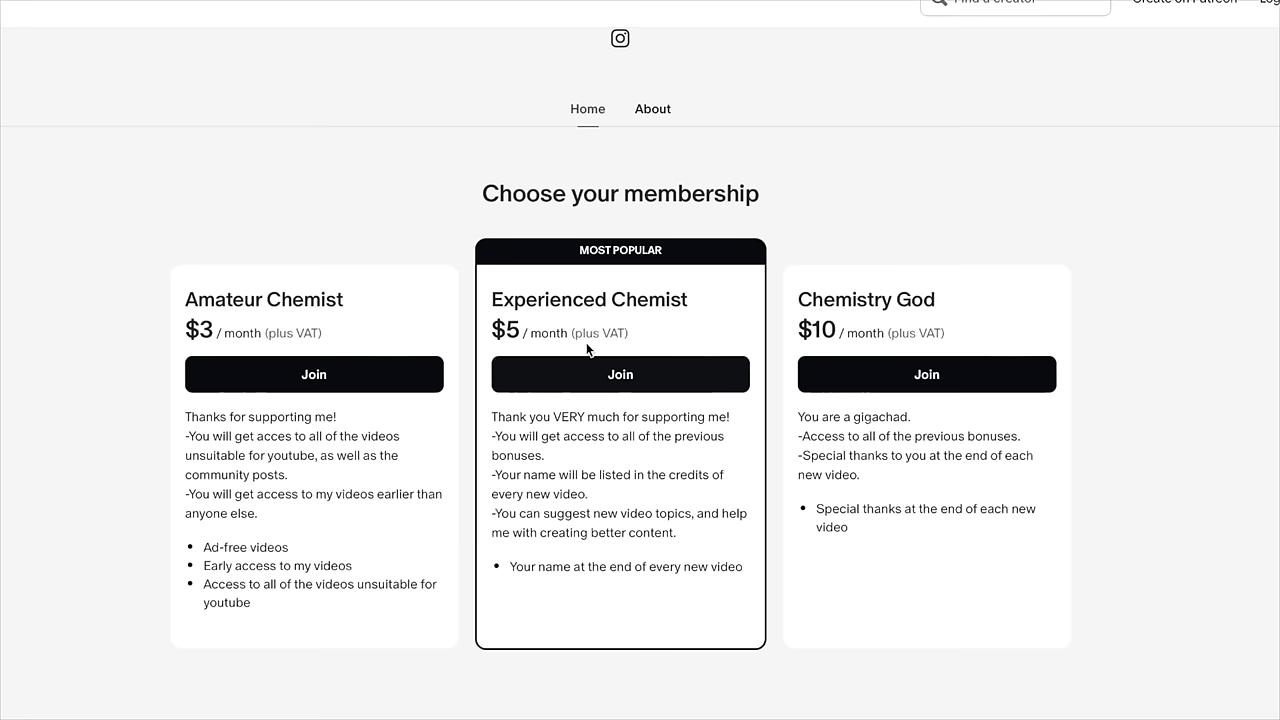 Find a creator
Create on Patreon
Home
About
Choose your membership
MOST POPULAR
Amateur Chemist
$3 / month (plus VAT)
Join
Thanks for supporting me!
-You will get acces to all of the videos
unsuitable for youtube, as well as the
community posts.
-You will get access to my videos earlier than
anyone else.
• Ad-free videos
• Early access to my videos
• Access to all of the videos unsuitable for
youtube
Experienced Chemist
$5 / month (plus VAT)
Join
Thank you VERY much for supporting me!
-You will get access to all of the previous
bonuses.
-Your name will be listed in the credits of
every new video.
-You can suggest new video topics, and help
me with creating better content.
• Your name at the end of every new video
Chemistry God
$10 / month (plus VAT)
Join
You are a gigachad.
-Access to all of the previous bonuses.
-Special thanks to you at the end of each
new video.
• Special thanks at the end of each new
video